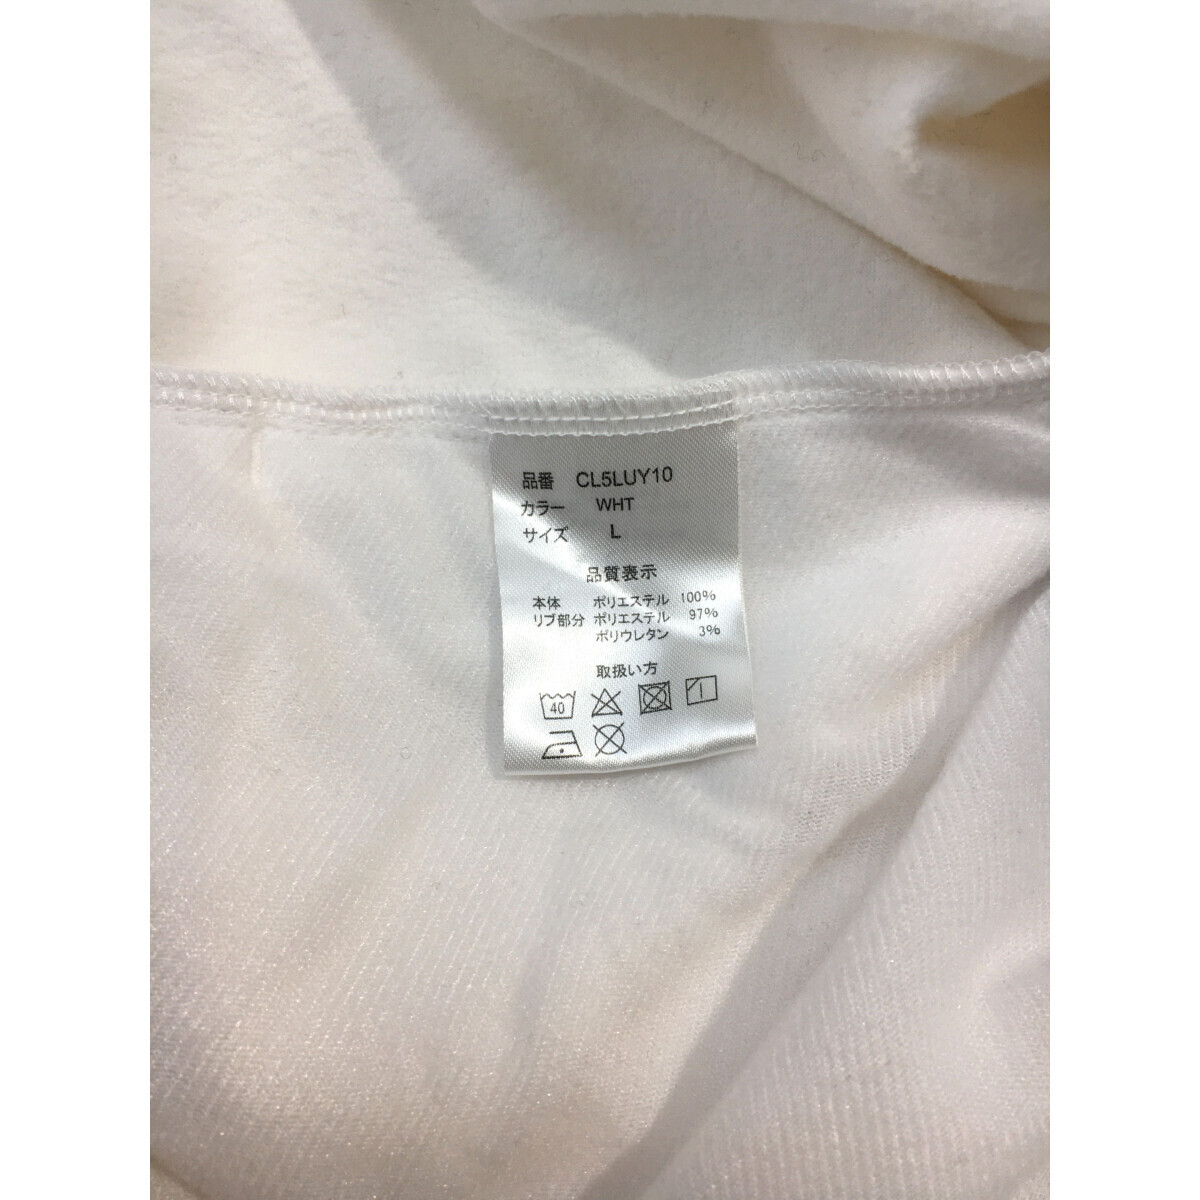 品番 CL5LUY10
カラー WHT
サイズ L
品質表示
本体 ポリエステル 100%
リブ部分 ポリエステル 97%
ポリウレタン 3%
取扱い方
40